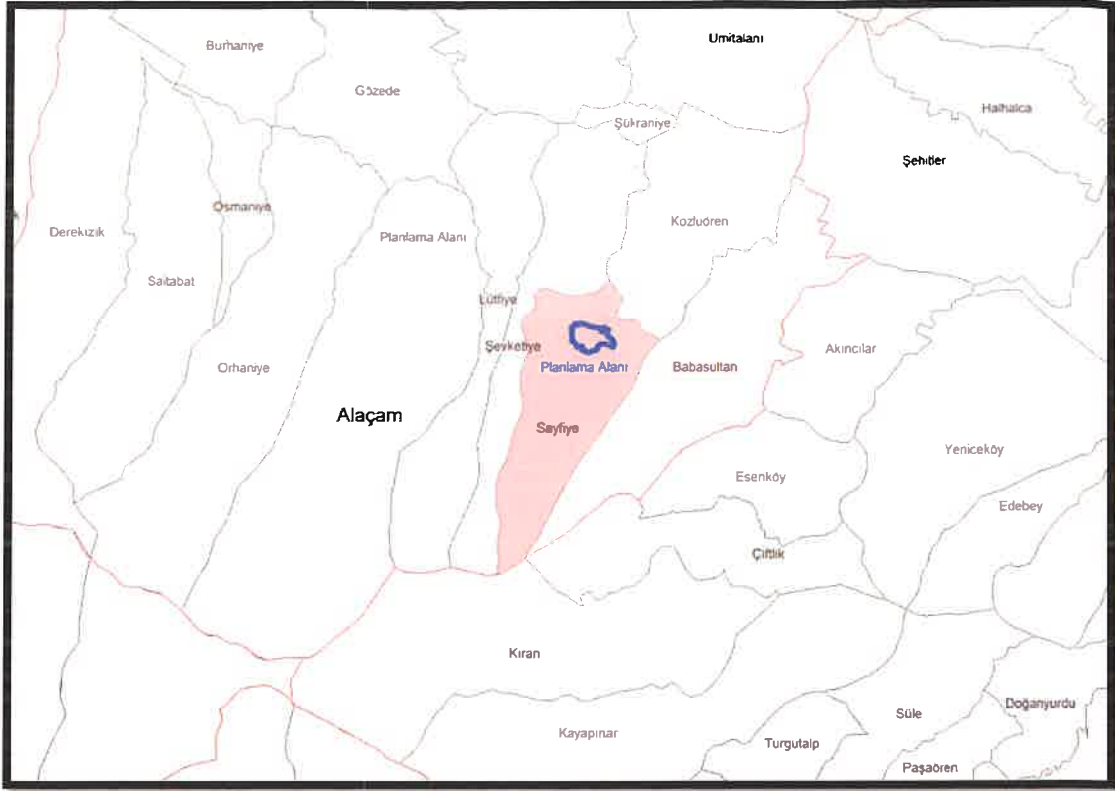 Umitalanı
Burhaniye
Gözede
Halhalca
Şükraniye
Şehitler
Osmaniye
Kozluören
Derekızık
Planlama Alanı
Saitabat
Lütfiye
Şevketiye
Akıncılar
Orhaniye
Planlama Alanı
Babasultan
Alaçam
Sayfiye
Yeniceköy
Esenköy
Edebey
Çiftlik
Kıran
Doğanyurdu
Süle
Kayapınar
Turgutalp
Paşaören